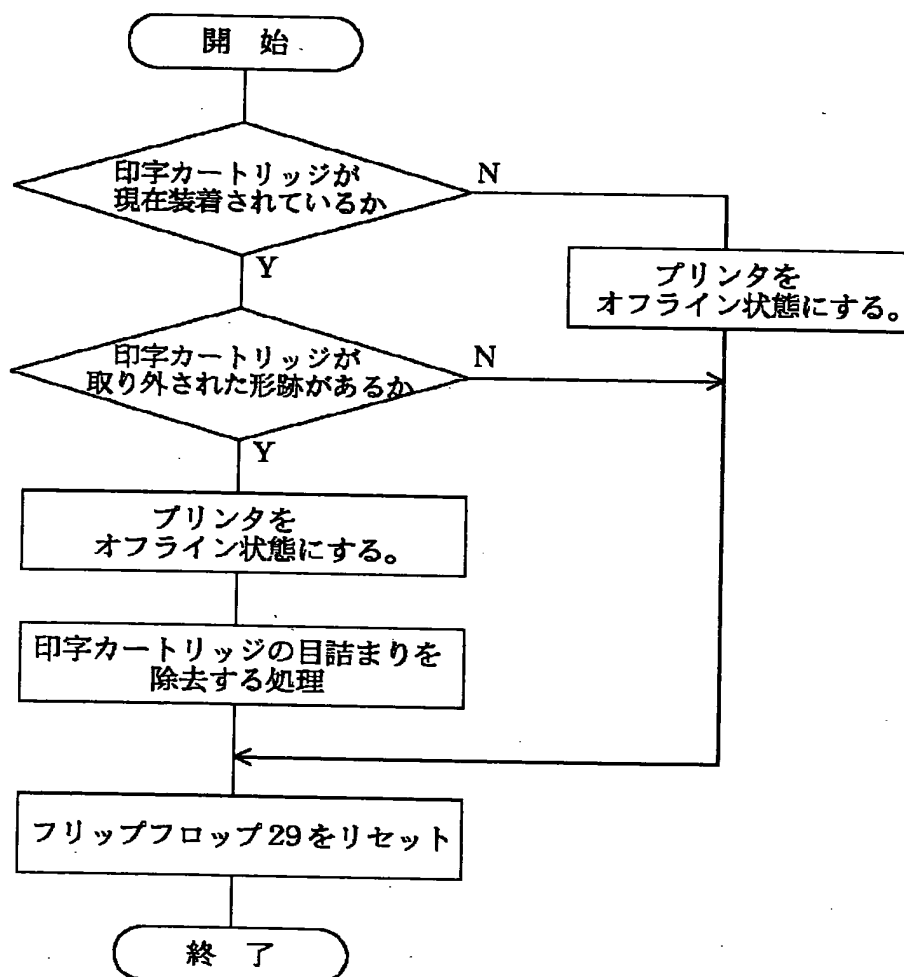 開 始
印字カートリッジが
現在装着されているか
N
Y
プリンタを
オフライン状態にする。
印字カートリッジが
取り外された形跡があるか
N
Y
プリンタを
オフライン状態にする。
印字カートリッジの目詰まりを
除去する処理
フリップフロップ29をリセット
終 了